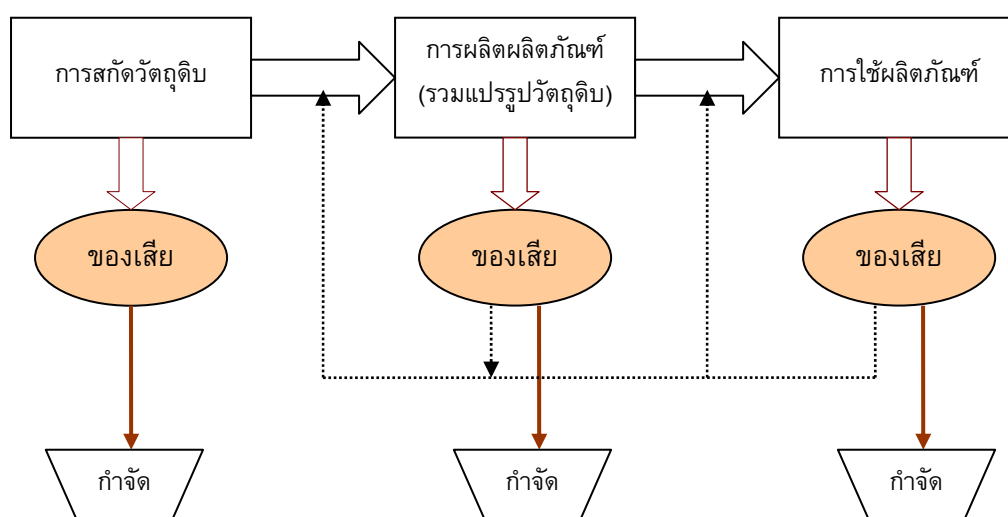 การสกัดวัตถุดิบ
การผลิตผลิตภัณฑ์
(รวมแปรรูปวัตถุดิบ)
การใช้ผลิตภัณฑ์
ของเสีย
ของเสีย
ของเสีย
กำจัด
กำจัด
กำจัด